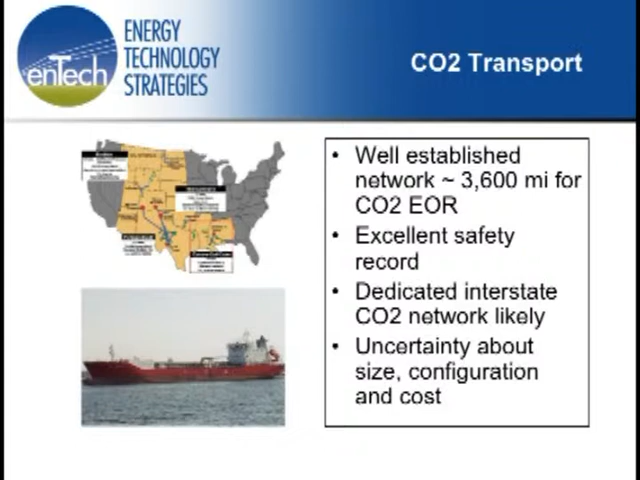 enTech
ENERGY
TECHNOLOGY
STRATEGIES
CO2 Transport
• Well established
network ~ 3,600 mi for
CO2 EOR
• Excellent safety
record
• Dedicated interstate
CO2 network likely
• Uncertainty about
size, configuration
and cost